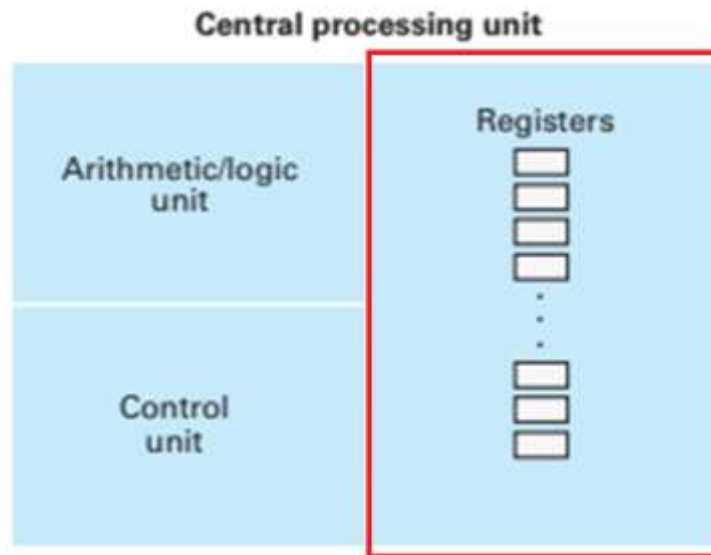 Central processing unit
Arithmetic/logic
unit
Registers
Control
unit